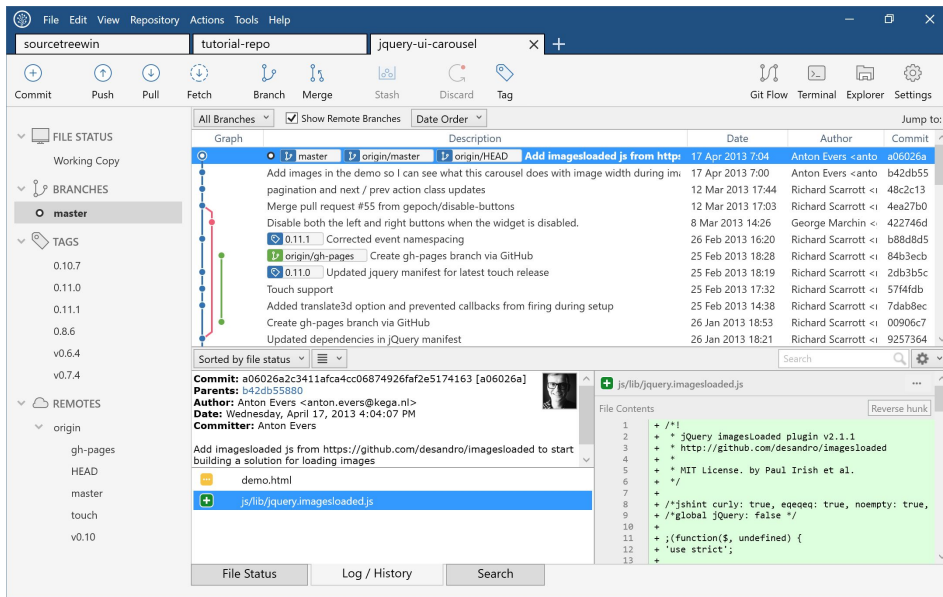 File Edit View Repository Actions Tools Help
sourcetreewin tutorial-repo jquery-ui-carousel
Commit Push Pull Fetch Branch Merge Stash Discard Tag Git Flow Terminal Explorer Settings
All Branches Show Remote Branches Date Order Jump to:
FILE STATUS
Working Copy
BRANCHES
master
TAGS
0.10.7
0.11.0
0.11.1
0.8.6
v0.6.4
v0.7.4
REMOTES
origin
gh-pages
HEAD
master
touch
v0.10
Graph Description Date Author Commit
master origin/master origin/HEAD Add imagesloaded js from https 17 Apr 2013 7:04 Anton Evers <anto a06026a
Add images in the demo so I can see what this carousel does with image width during ima 17 Apr 2013 7:00 Anton Evers <anto b42db55
pagination and next / prev action class updates 12 Mar 2013 17:44 Richard Scarrott <r 48c2c13
Merge pull request #55 from gepoch/disable-buttons 12 Mar 2013 17:03 Richard Scarrott <r 4ea27b0
Disable both the left and right buttons when the widget is disabled. 8 Mar 2013 14:26 George Marchin < 422746d
0.11.1 Corrected event namespacing 26 Feb 2013 16:20 Richard Scarrott <r b88d8d5
origin/gh-pages Create gh-pages branch via GitHub 25 Feb 2013 18:28 Richard Scarrott <r 84b3ecb
0.11.0 Updated jquery manifest for latest touch release 25 Feb 2013 18:19 Richard Scarrott <r 2db3b5c
Touch support 25 Feb 2013 17:32 Richard Scarrott <r 57f4fdb
Added translate3d option and prevented callbacks from firing during setup 25 Feb 2013 14:38 Richard Scarrott <r 7dab8ec
Create gh-pages branch via GitHub 26 Jan 2013 18:53 Richard Scarrott <r 00906c7
Updated dependencies in jQuery manifest 26 Jan 2013 18:21 Richard Scarrott <r 9257364
Sorted by file status Search
Commit: a06026a2c3411afca4cc06874926faf2e5174163 [a06026a]
Parents: b42db55880
Author: Anton Evers <anton.evers@kega.nl>
Date: Wednesday, April 17, 2013 4:04:07 PM
Committer: Anton Evers
Add imagesloaded js from https://github.com/desandro/imagesloaded to start
building a solution for loading images
demo.html
js/lib/jquery.imagesloaded.js
js/lib/jquery.imagesloaded.js
File Contents Reverse hunk
1 + /*!
2 + * jQuery imagesLoaded plugin v2.1.1
3 + * http://github.com/desandro/imagesloaded
4 + *
5 + * MIT License. by Paul Irish et al.
6 + */
7 +
8 + /*jshint curly: true, eqeqeq: true, noempty: true,
9 + /*global jQuery: false */
10 +
11 + ;(function($, undefined) {
12 + 'use strict';
13 +
File Status Log / History Search